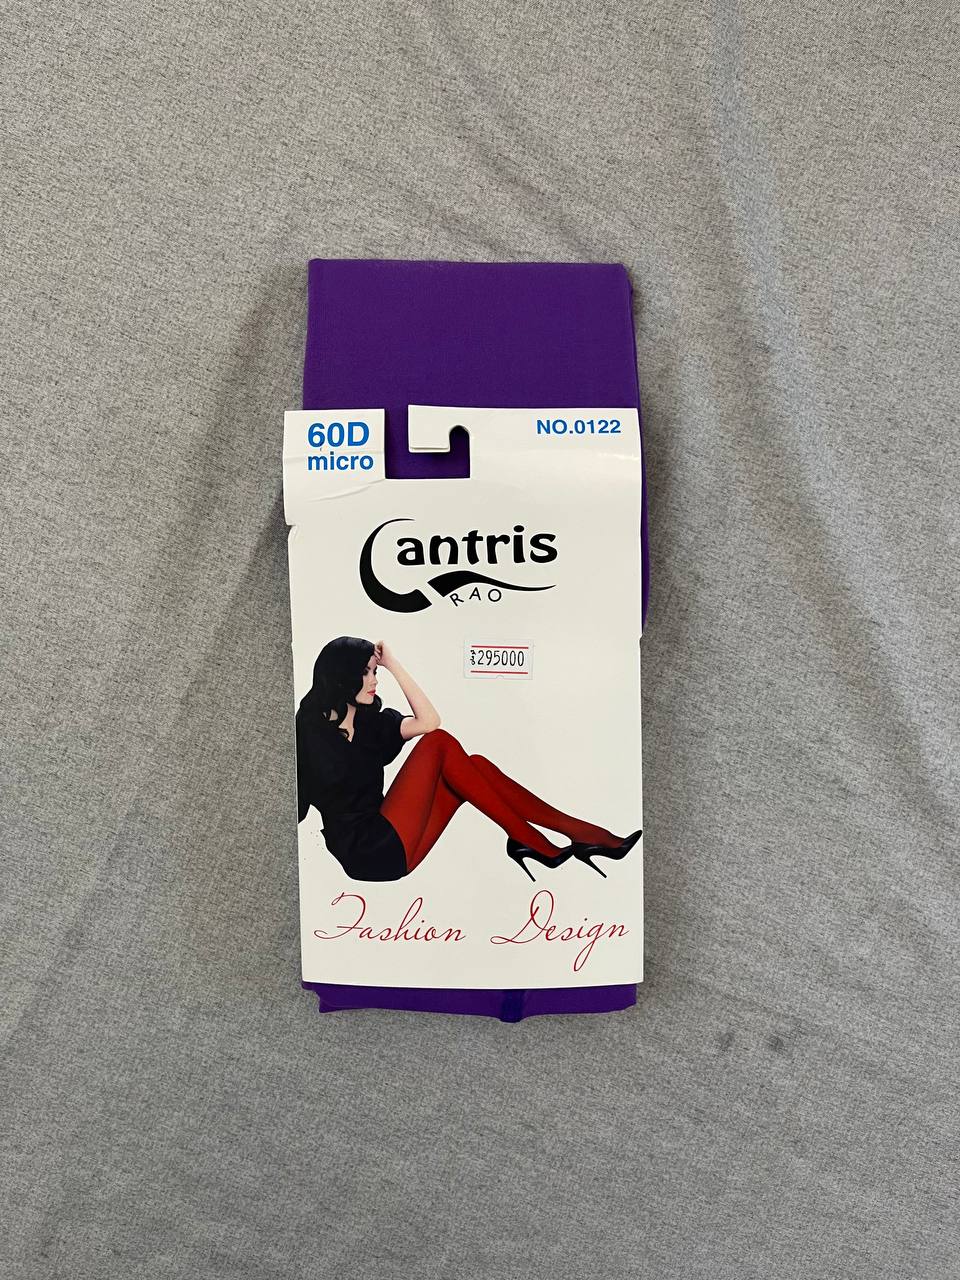 60D
micro
NO.0122
Cantris
RAO
295000
Fashion Design